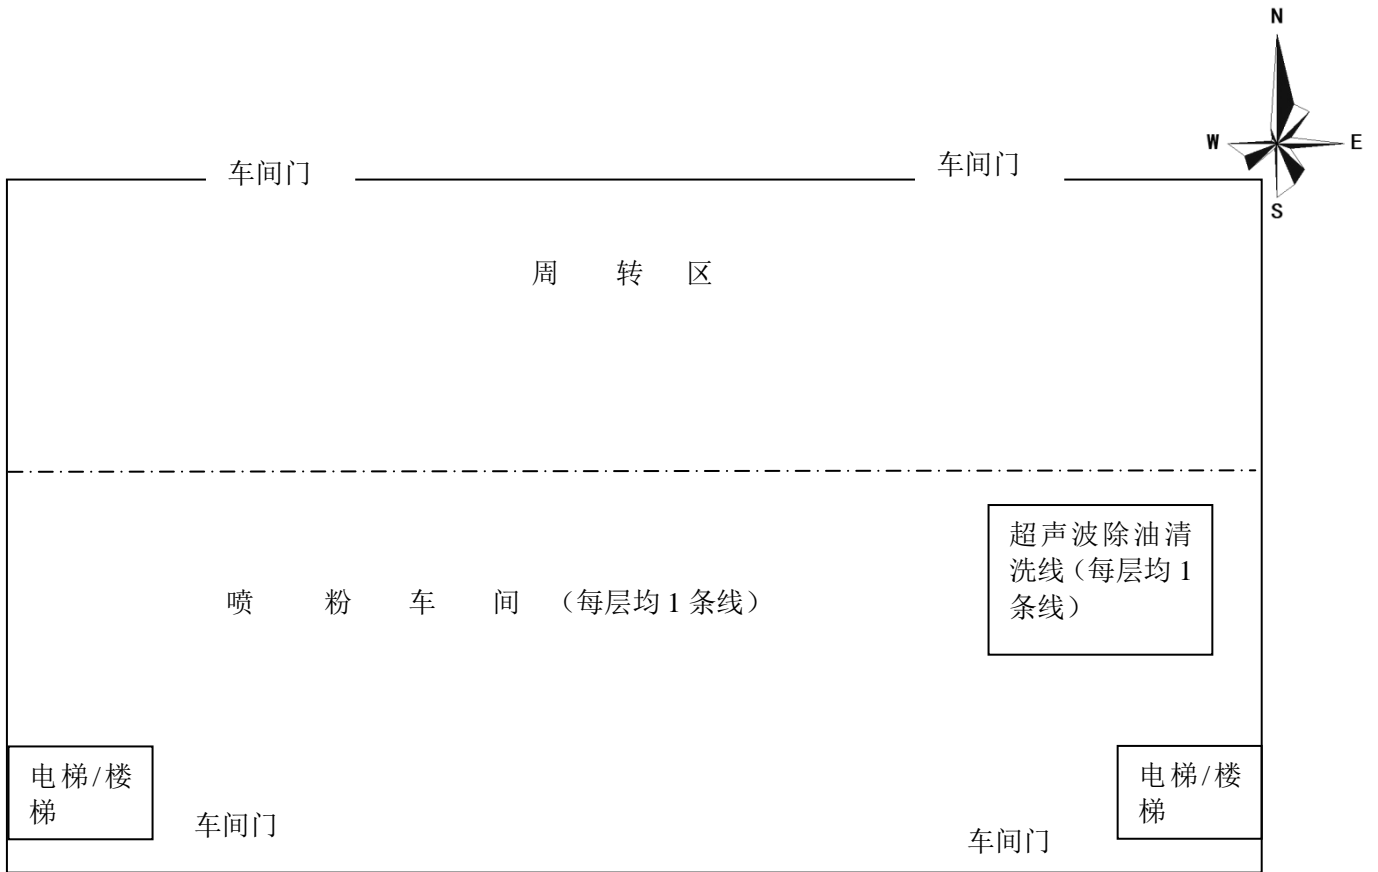 N
W
E
S
车间门
车间门
周 转 区
超声波除油清
洗线（每层均 1
条线）
喷 粉 车 间 （每层均 1 条线）
电梯/楼
梯
电梯/楼
梯
车间门
车间门